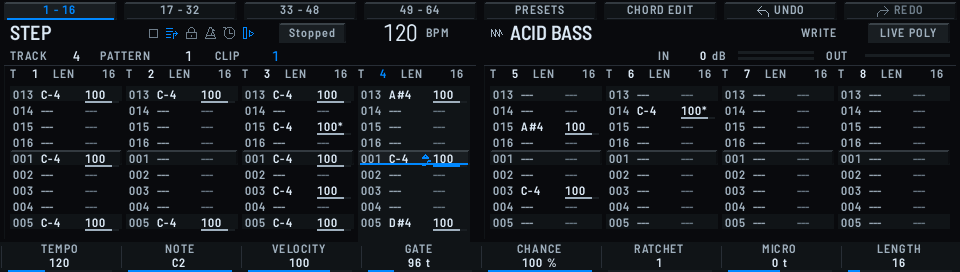 1 - 16 17 - 32 33 - 48 49 - 64 PRESETS CHORD EDIT UNDO REDO
STEP Stopped 120 BPM ACID BASS WRITE LIVE POLY
TRACK 4 PATTERN 1 CLIP 1 IN 0 dB OUT
T 1 LEN 16 T 2 LEN 16 T 3 LEN 16 T 4 LEN 16 T 5 LEN 16 T 6 LEN 16 T 7 LEN 16 T 8 LEN 16
013 C-4 100 013 C-4 100 013 C-4 100 013 A#4 100 013 --- --- 013 --- --- 013 --- --- 013 --- ---
014 --- --- 014 --- --- 014 --- --- 014 --- --- 014 --- --- 014 C-4 100* 014 --- --- 014 --- ---
015 --- --- 015 --- --- 015 C-4 100* 015 --- --- 015 A#4 100 015 --- --- 015 --- --- 015 --- ---
016 --- --- 016 --- --- 016 --- --- 016 --- --- 016 --- --- 016 --- --- 016 --- --- 016 --- ---
001 C-4 100 001 --- --- 001 C-4 100 001 C-4 100 001 --- --- 001 --- --- 001 --- --- 001 --- ---
002 --- --- 002 --- --- 002 --- --- 002 --- --- 002 --- --- 002 --- --- 002 --- --- 002 --- ---
003 --- --- 003 --- --- 003 C-4 100 003 --- --- 003 C-4 100 003 --- --- 003 --- --- 003 --- ---
004 --- --- 004 --- --- 004 --- --- 004 --- --- 004 --- --- 004 --- --- 004 --- --- 004 --- ---
005 C-4 100 005 C-4 100 005 C-4 100 005 D#4 100 005 --- --- 005 --- --- 005 --- --- 005 --- ---
TEMPO NOTE VELOCITY GATE CHANCE RATCHET MICRO LENGTH
120 C2 100 96 t 100 % 1 0 t 16